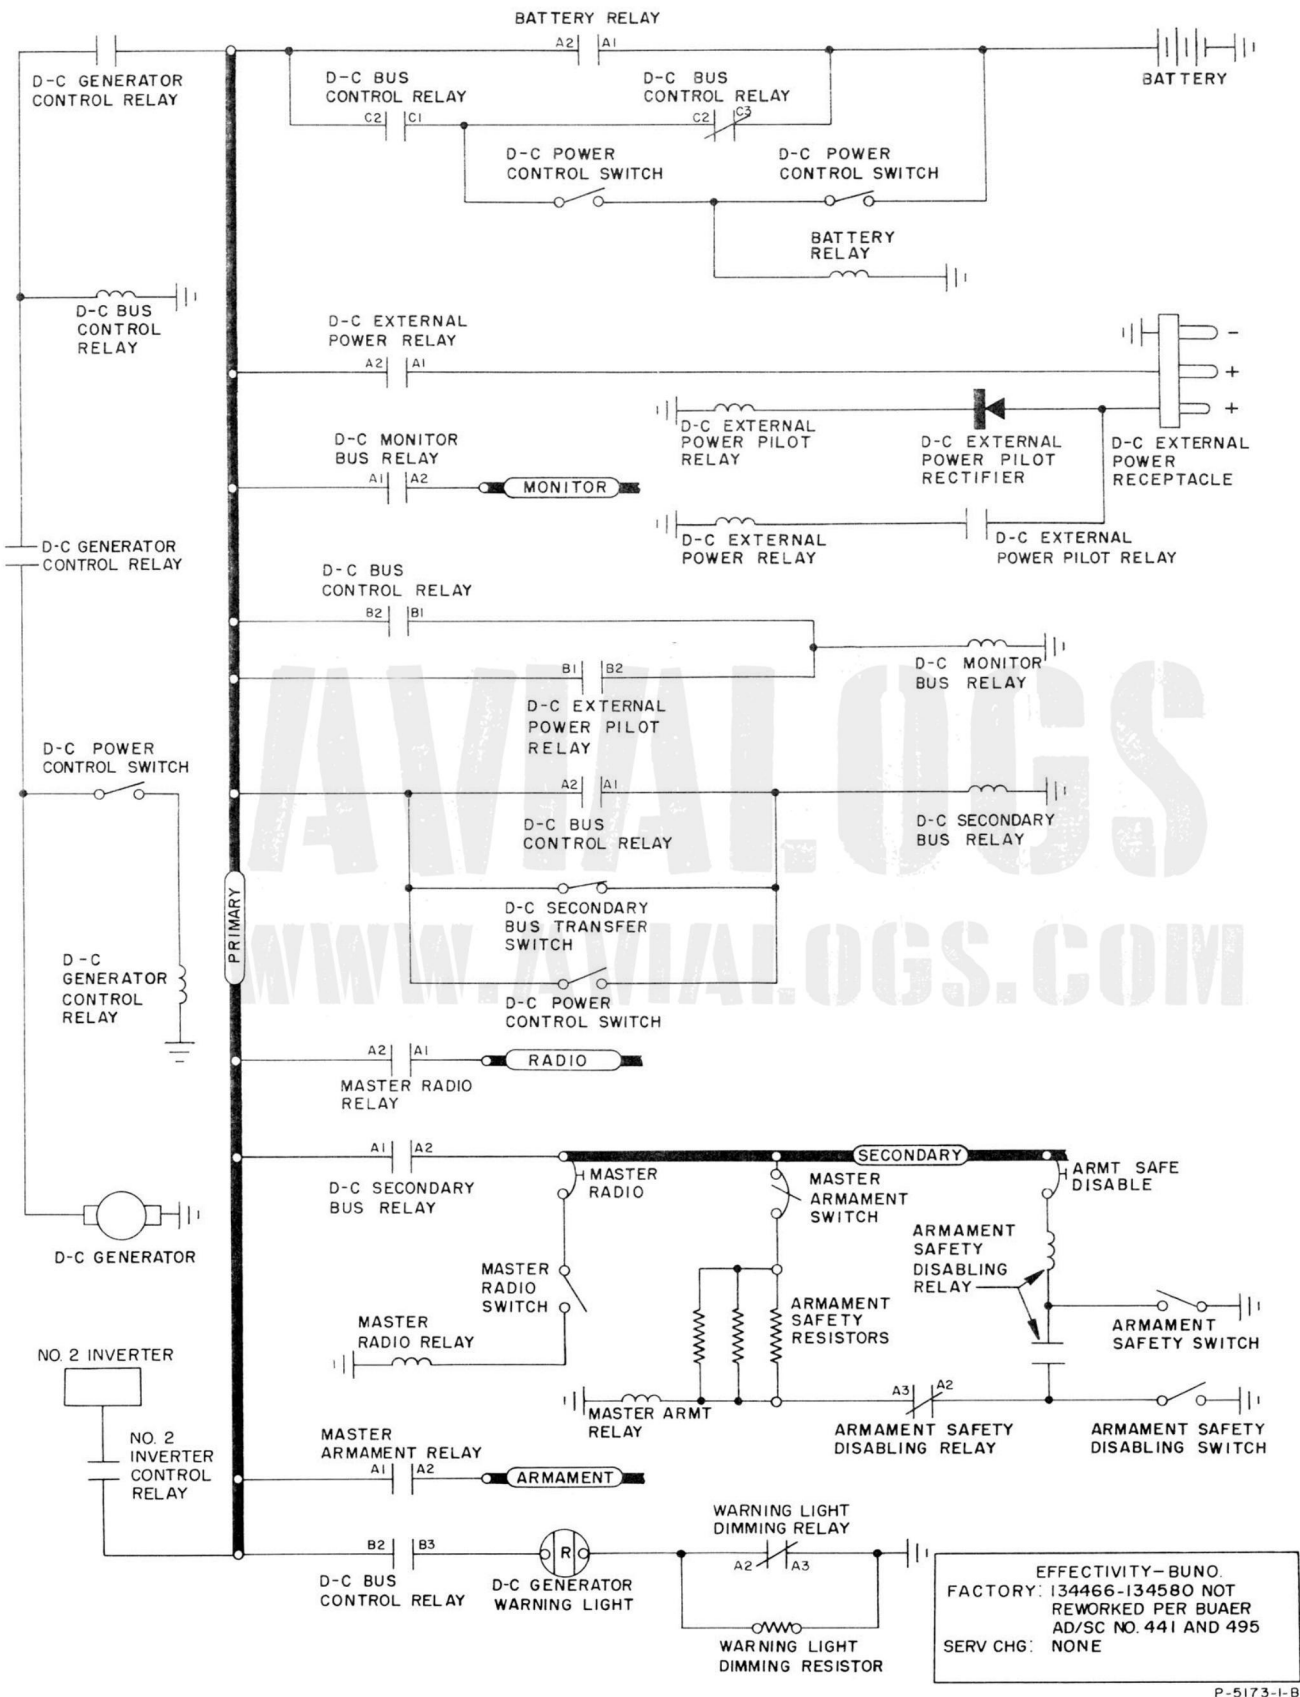 BATTERY RELAY
A2 A1
D-C GENERATOR
CONTROL RELAY
D-C BUS
CONTROL RELAY
C2 C1
D-C BUS
CONTROL RELAY
C2 C3
BATTERY
D-C POWER
CONTROL SWITCH
D-C POWER
CONTROL SWITCH
BATTERY
RELAY
D-C BUS
CONTROL
RELAY
D-C EXTERNAL
POWER RELAY
A2 A1
-
+
+
D-C EXTERNAL
POWER PILOT
RELAY
D-C EXTERNAL
POWER PILOT
RECTIFIER
D-C EXTERNAL
POWER
RECEPTACLE
D-C MONITOR
BUS RELAY
A1 A2
MONITOR
D-C GENERATOR
CONTROL RELAY
D-C EXTERNAL
POWER RELAY
D-C EXTERNAL
POWER PILOT RELAY
D-C BUS
CONTROL RELAY
B2 B1
D-C MONITOR
BUS RELAY
B1 B2
D-C EXTERNAL
POWER PILOT
RELAY
D-C POWER
CONTROL SWITCH
A2 A1
D-C BUS
CONTROL RELAY
D-C SECONDARY
BUS RELAY
AVIALOGS
WWW.AVIALOGS.COM
PRIMARY
D-C SECONDARY
BUS TRANSFER
SWITCH
D-C POWER
CONTROL SWITCH
D-C
GENERATOR
CONTROL
RELAY
A2 A1
RADIO
MASTER RADIO
RELAY
A1 A2
D-C SECONDARY
BUS RELAY
SECONDARY
MASTER
RADIO
MASTER
ARMAMENT
SWITCH
ARMT SAFE
DISABLE
D-C GENERATOR
MASTER
RADIO
SWITCH
ARMAMENT
SAFETY
DISABLING
RELAY
ARMAMENT
SAFETY
RESISTORS
ARMAMENT
SAFETY SWITCH
MASTER
RADIO RELAY
NO. 2 INVERTER
MASTER ARMT
RELAY
A3 A2
ARMAMENT SAFETY
DISABLING RELAY
ARMAMENT SAFETY
DISABLING SWITCH
NO. 2
INVERTER
CONTROL
RELAY
MASTER
ARMAMENT RELAY
A1 A2
ARMAMENT
B2 B3
D-C BUS
CONTROL RELAY
R
D-C GENERATOR
WARNING LIGHT
WARNING LIGHT
DIMMING RELAY
A2 A3
WARNING LIGHT
DIMMING RESISTOR
EFFECTIVITY-BUNO.
FACTORY: 134466-134580 NOT
REWORKED PER BUAER
AD/SC NO. 441 AND 495
SERV CHG: NONE
P-5173-1-B